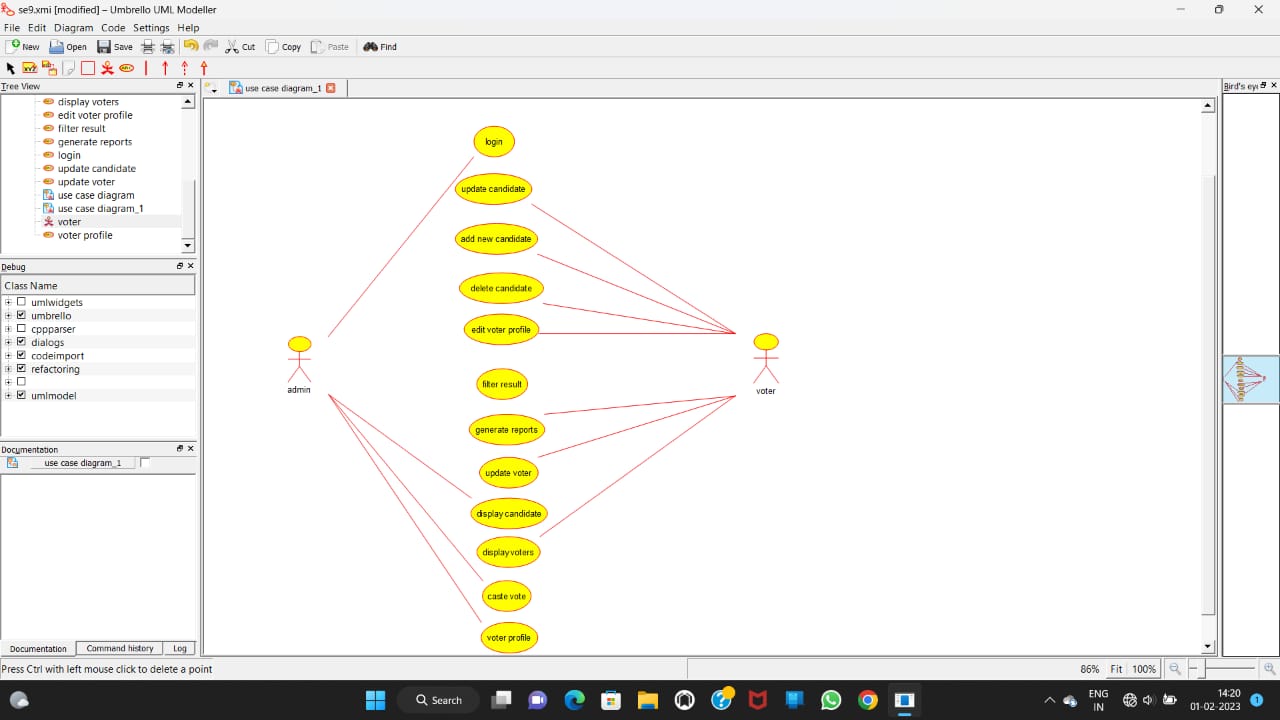 se9.xmi [modified] – Umbrello UML Modeller
File Edit Diagram Code Settings Help
New Open Save Cut Copy Paste Find
Tree View
display voters
edit voter profile
filter result
generate reports
login
update candidate
update voter
use case diagram
use case diagram_1
voter
voter profile
Debug
Class Name
umlwidgets
umbrello
cppparser
dialogs
codeimport
refactoring
umlmodel
Documentation
use case diagram_1
Documentation Command history Log
use case diagram_1
login
update candidate
add new candidate
delete candidate
edit voter profile
admin
voter
filter result
generate reports
update voter
display candidate
display voters
caste vote
voter profile
Bird's eye
Press Ctrl with left mouse click to delete a point
86% Fit 100%
Search
ENG
IN
14:20
01-02-2023
1